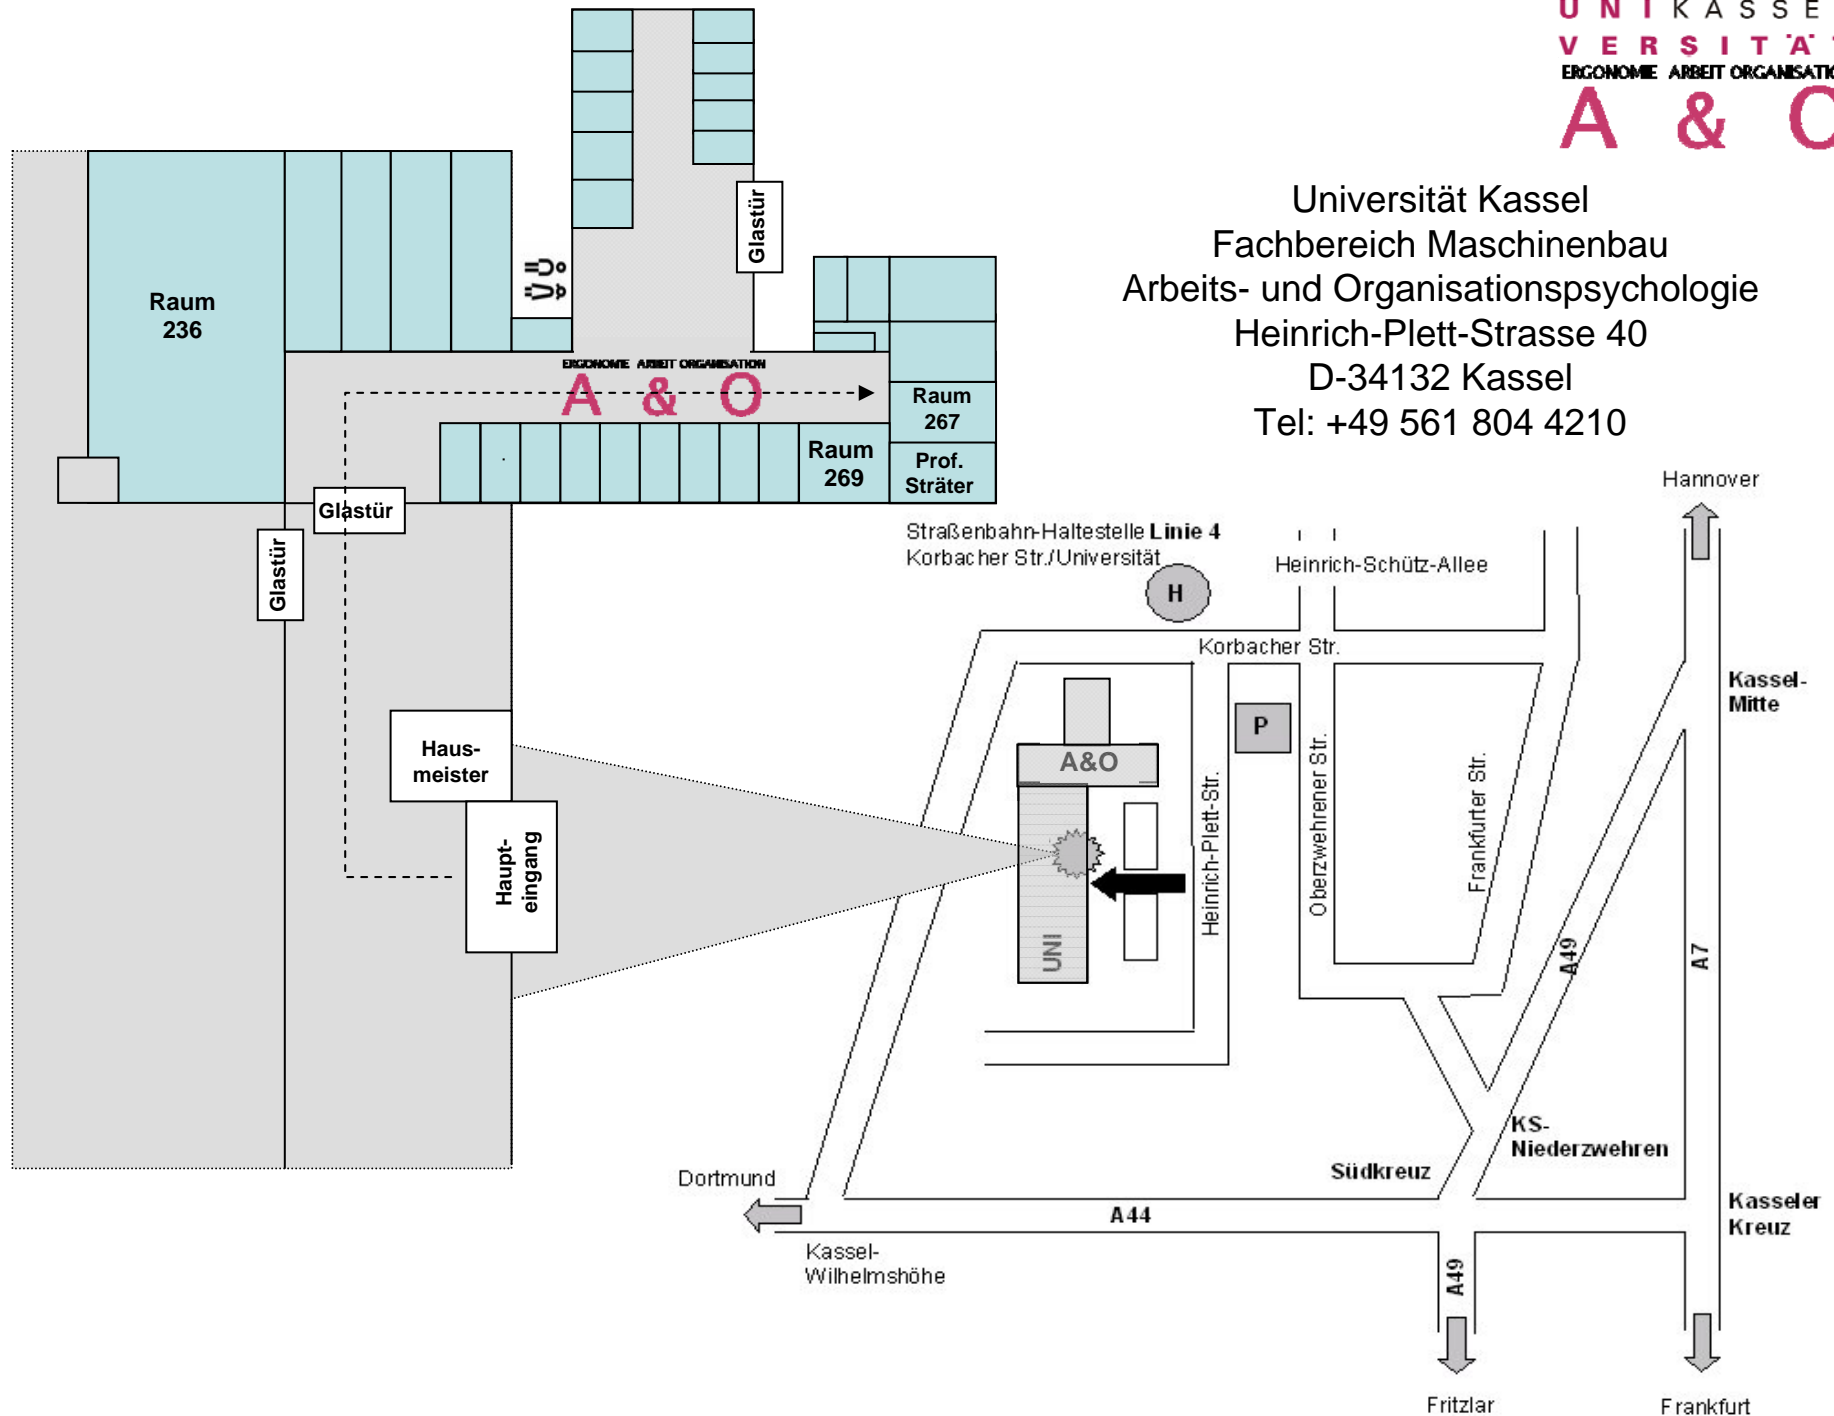 UNIKASSE
VERSITÄ
ERGONOMIE ARBEIT ORGANISATI
A & O
Universität Kassel
Fachbereich Maschinenbau
Arbeits- und Organisationspsychologie
Heinrich-Plett-Strasse 40
D-34132 Kassel
Tel: +49 561 804 4210
Glastür
Raum
236
ERGONOMIE ARBEIT ORGANISATION
A & O
Raum
267
Raum
269
Prof.
Sträter
Glastür
Glastür
Haus-
meister
Haupt-
eingang
Hannover
Straßenbahn-Haltestelle Linie 4
Korbacher Str./Universität
H
Heinrich-Schütz-Allee
Korbacher Str.
Kassel-
Mitte
P
A&O
UNI
Heinrich-Plett-Str.
Oberzwehrener Str.
Frankfurter Str.
A49
A7
KS-
Niederzwehren
Südkreuz
Dortmund
A44
Kasseler
Kreuz
Kassel-
Wilhelmshöhe
A49
Fritzlar
Frankfurt